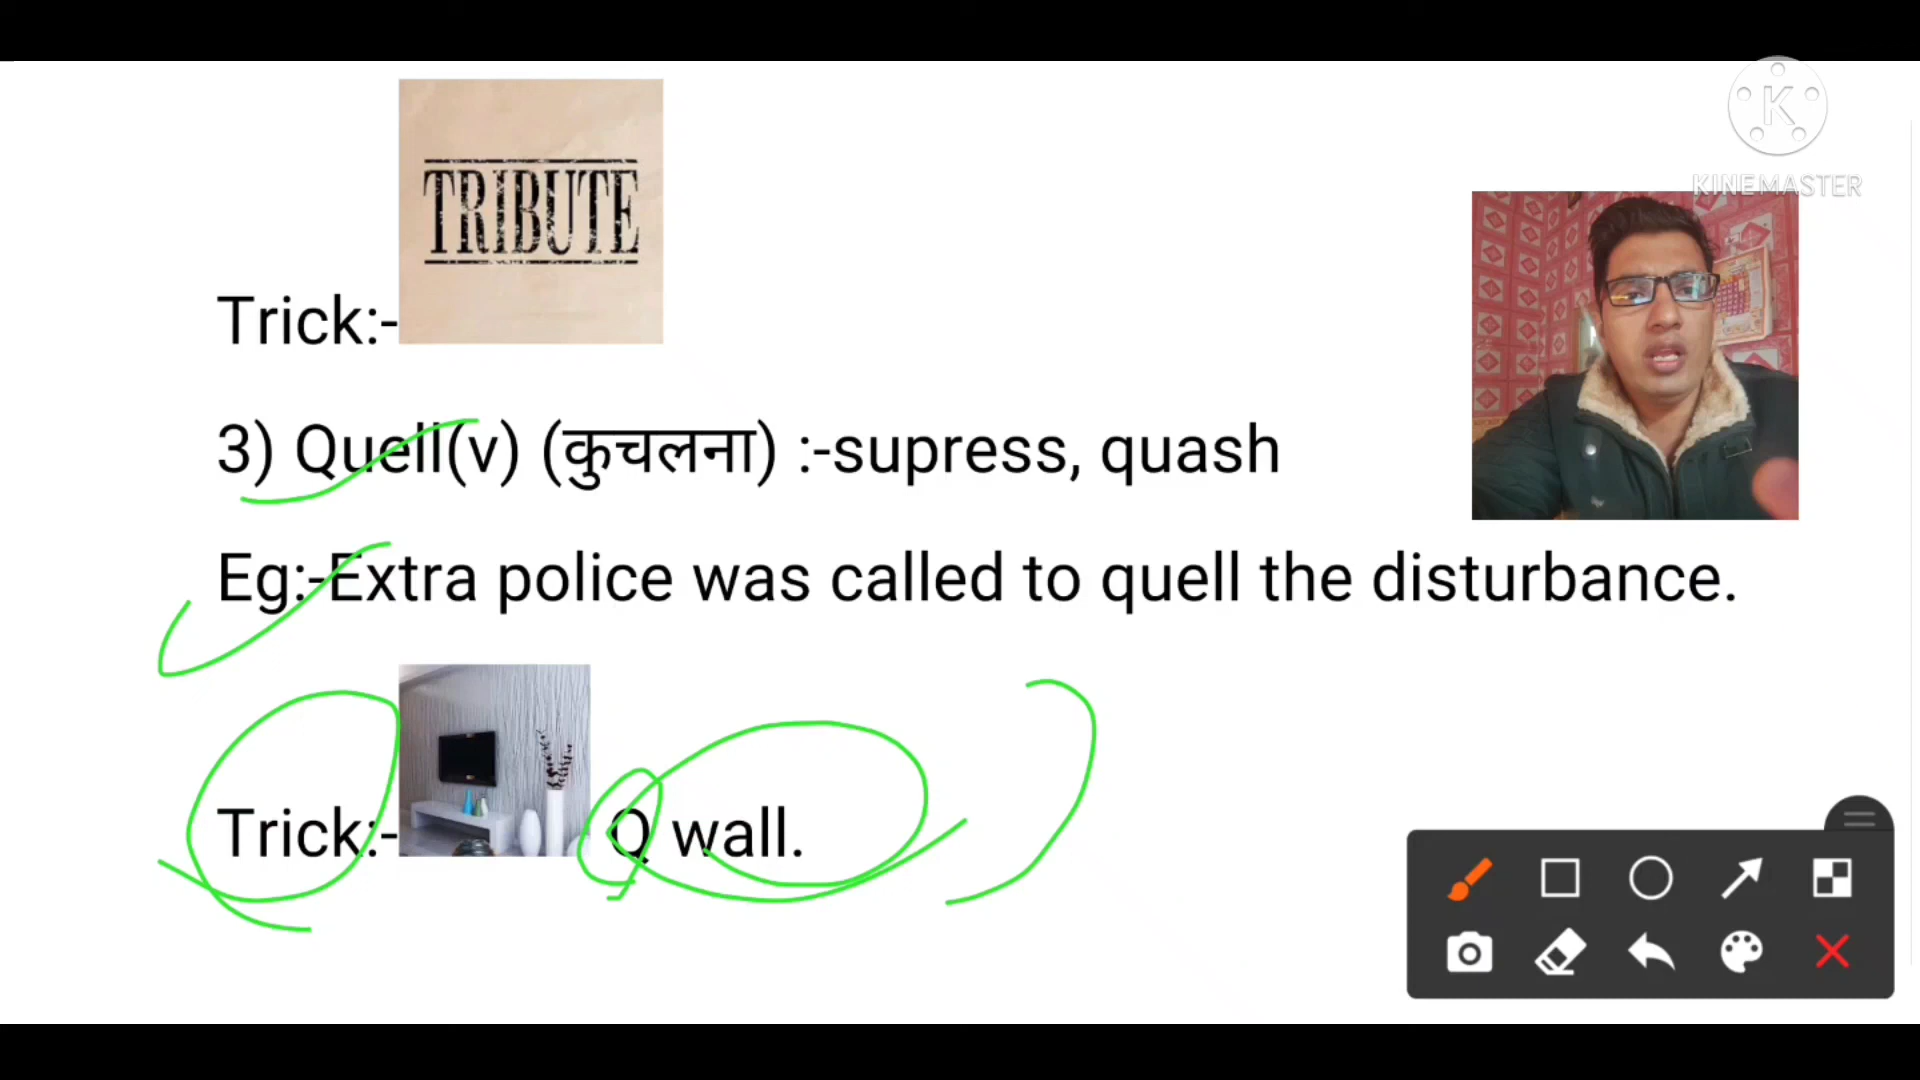 TRIBUTE
K
KINEMASTER
Trick:-
3) Quell(v) (कुचलना) :-supress, quash
Eg:-Extra police was called to quell the disturbance.
Trick:- Q wall.